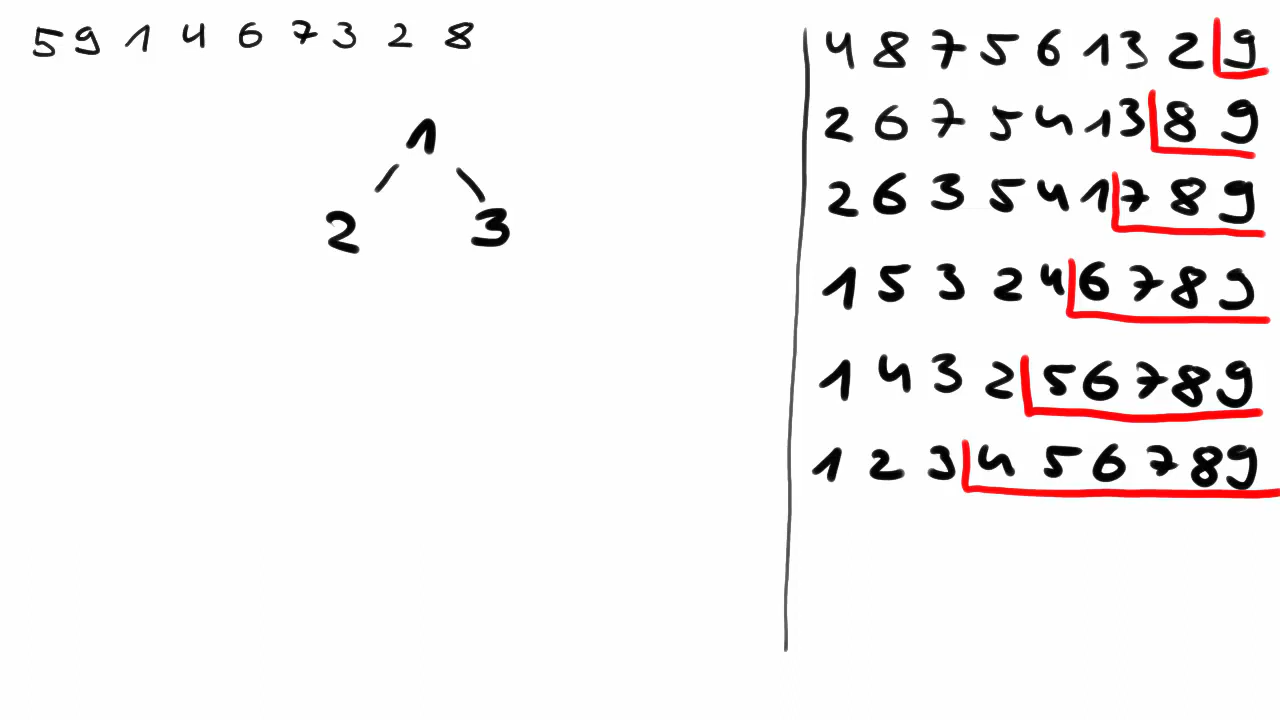 5 9 1 4 6 7 3 2 8
1
2 3
4 8 7 5 6 1 3 2 9
2 6 7 5 4 1 3 8 9
2 6 3 5 4 1 7 8 9
1 5 3 2 4 6 7 8 9
1 4 3 2 5 6 7 8 9
1 2 3 4 5 6 7 8 9